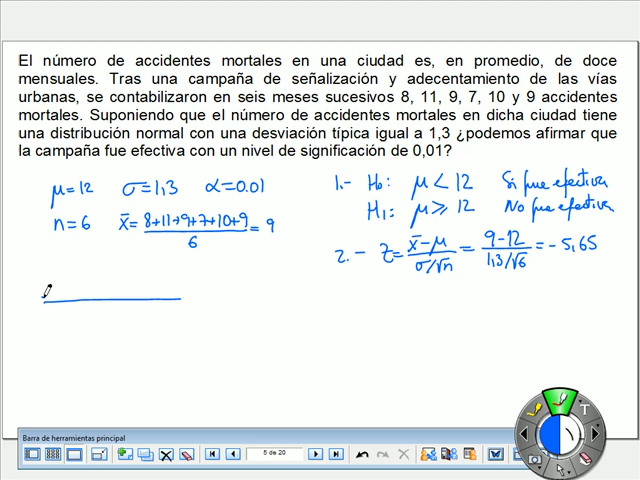 El número de accidentes mortales en una ciudad es, en promedio, de doce
mensuales. Tras una campaña de señalización y adecentamiento de las vías
urbanas, se contabilizaron en seis meses sucesivos 8, 11, 9, 7, 10 y 9 accidentes
mortales. Suponiendo que el número de accidentes mortales en dicha ciudad tiene
una distribución normal con una desviación típica igual a 1,3 ¿podemos afirmar que
la campaña fue efectiva con un nivel de significación de 0,01?
μ=12 σ=1,3 α=0.01
n=6 x̄=(8+11+9+7+10+9)/6=9
1.- H₀: μ < 12 Si fue efectiva
H₁: μ ≥ 12 No fue efectiva
2.- Z=(x̄-μ)/(σ/√n)=(9-12)/(1,3/√6)=-5,65
Barra de herramientas principal
5 de 20
T